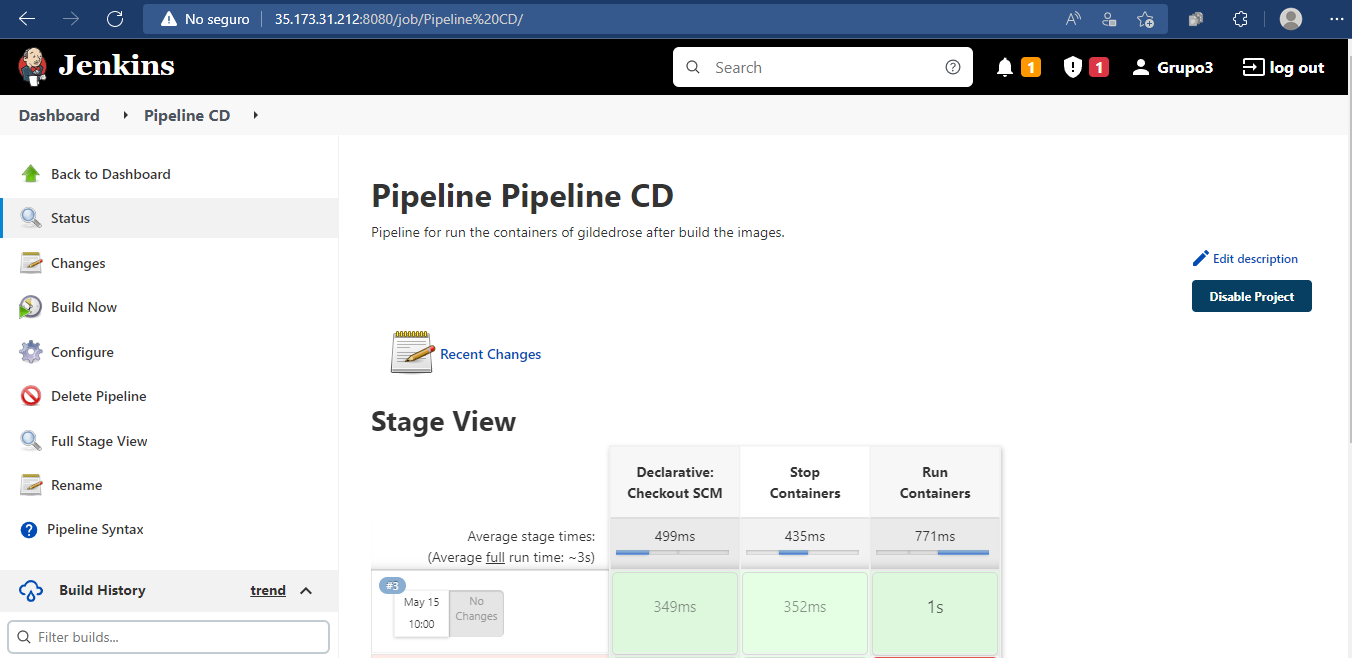 No seguro
35.173.31.212:8080/job/Pipeline%20CD/
Jenkins
Search
1
1
Grupo3
log out
Dashboard
Pipeline CD
Back to Dashboard
Status
Changes
Build Now
Configure
Delete Pipeline
Full Stage View
Rename
Pipeline Syntax
Build History
trend
Filter builds...
Pipeline Pipeline CD
Pipeline for run the containers of gildedrose after build the images.
Edit description
Disable Project
Recent Changes
Stage View
Declarative:
Checkout SCM
Stop
Containers
Run
Containers
Average stage times:
(Average full run time: ~3s)
499ms
435ms
771ms
#3
May 15
10:00
No
Changes
349ms
352ms
1s